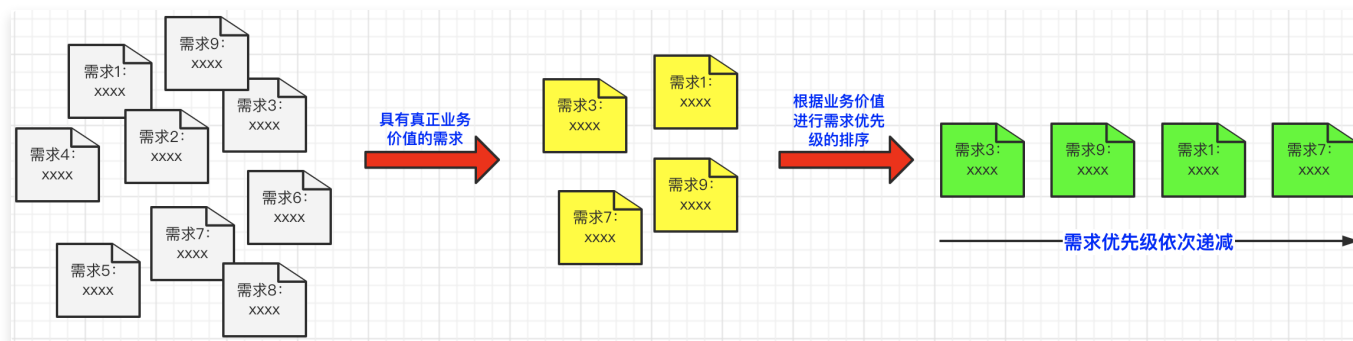 需求9：
xxxx
需求1：
xxxx
需求3：
xxxx
需求2：
xxxx
需求4：
xxxx
需求6：
xxxx
需求7：
xxxx
需求5：
xxxx
需求8：
xxxx
具有真正业务
价值的需求
需求1：
xxxx
需求3：
xxxx
需求9：
xxxx
需求7：
xxxx
根据业务价值
进行需求优先
级的排序
需求3：
xxxx
需求9：
xxxx
需求1：
xxxx
需求7：
xxxx
需求优先级依次递减